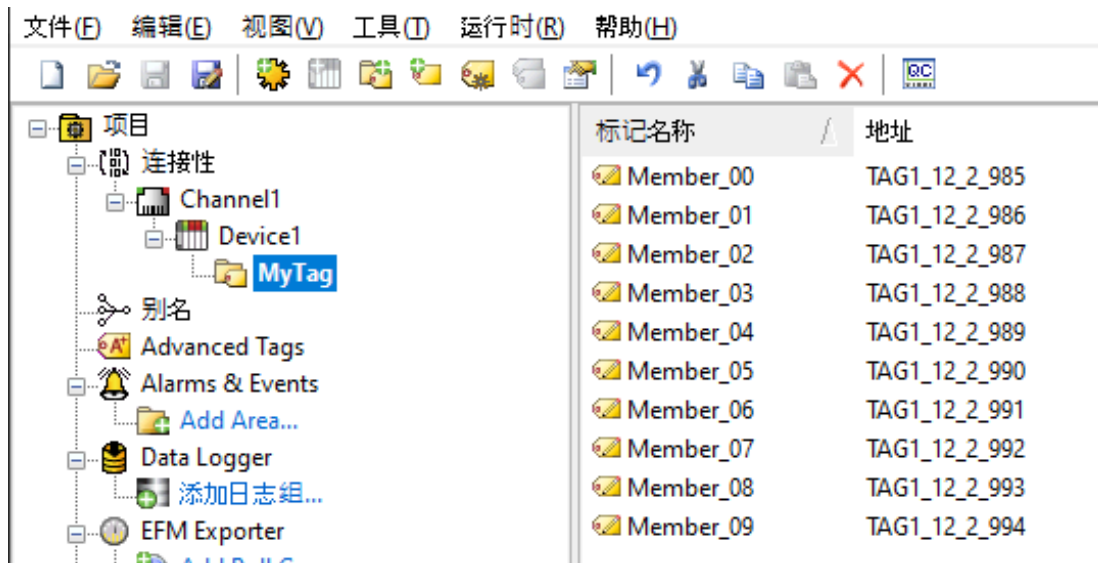 文件(F) 编辑(E) 视图(V) 工具(T) 运行时(R) 帮助(H)
QC
项目
连接性
Channel1
Device1
MyTag
别名
Advanced Tags
Alarms & Events
Add Area...
Data Logger
添加日志组...
EFM Exporter
标记名称 地址
Member_00 TAG1_12_2_985
Member_01 TAG1_12_2_986
Member_02 TAG1_12_2_987
Member_03 TAG1_12_2_988
Member_04 TAG1_12_2_989
Member_05 TAG1_12_2_990
Member_06 TAG1_12_2_991
Member_07 TAG1_12_2_992
Member_08 TAG1_12_2_993
Member_09 TAG1_12_2_994